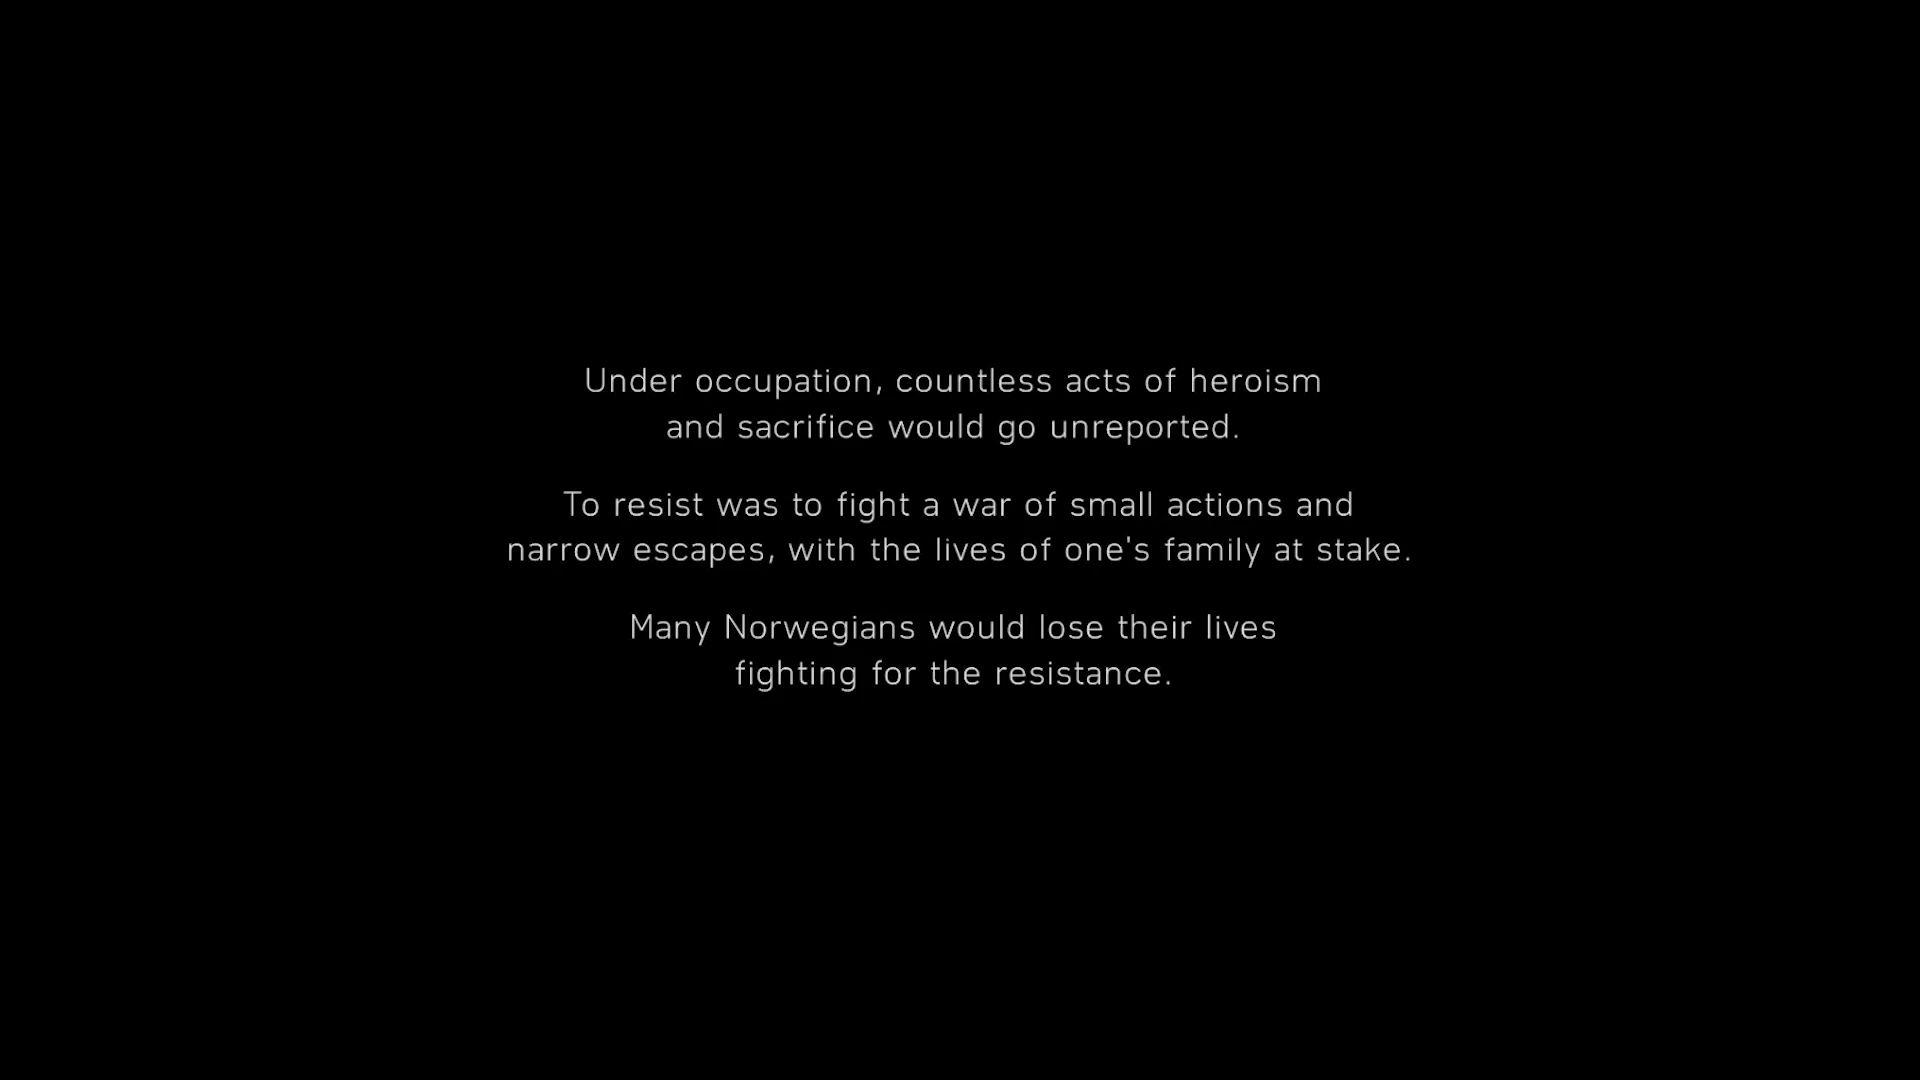 Under occupation, countless acts of heroism
and sacrifice would go unreported.
To resist was to fight a war of small actions and
narrow escapes, with the lives of one's family at stake.
Many Norwegians would lose their lives
fighting for the resistance.